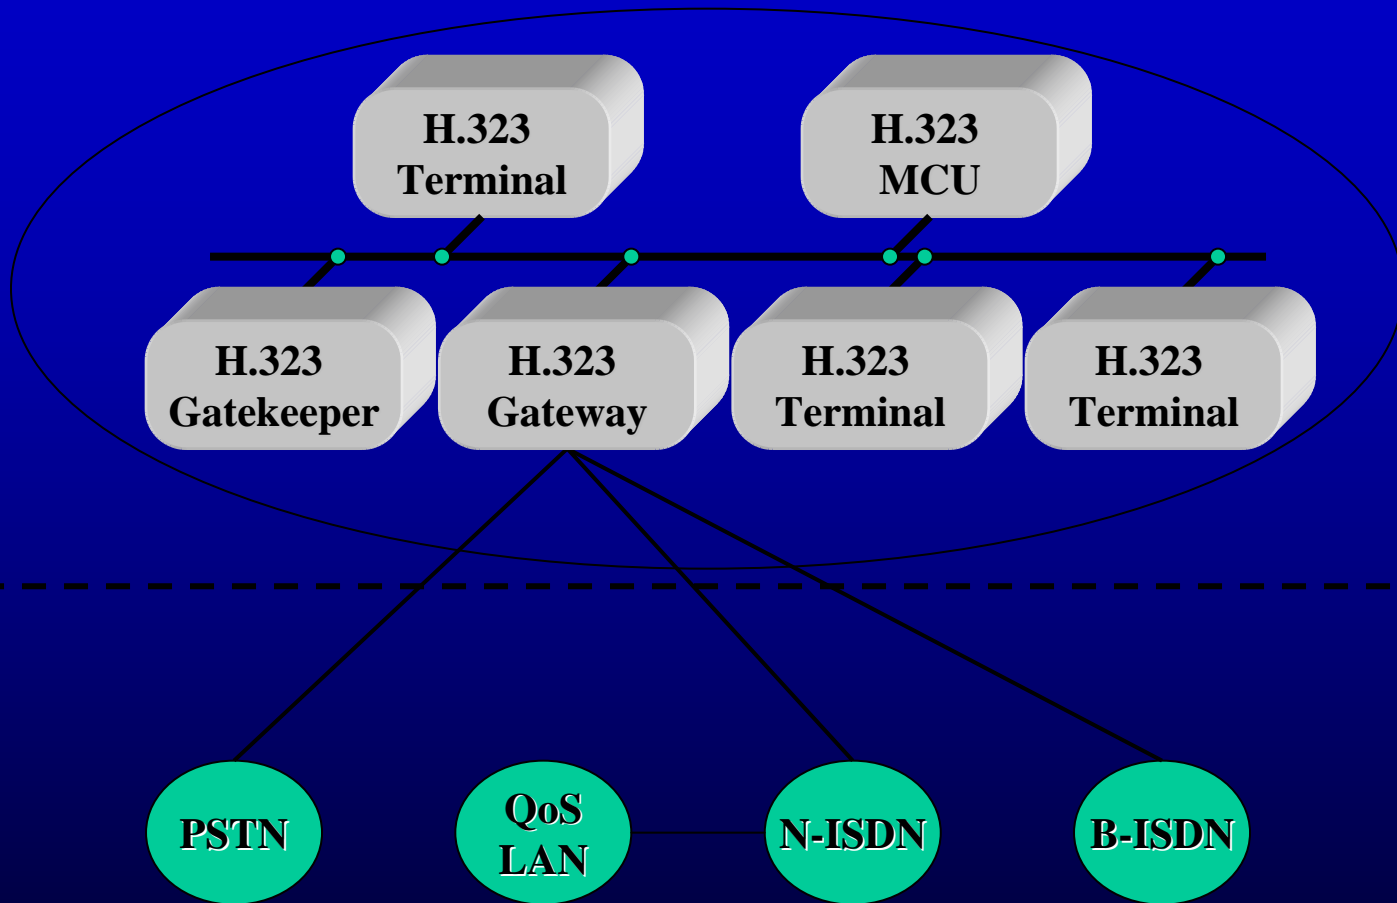 H.323
Terminal
H.323
MCU
H.323
Gatekeeper
H.323
Gateway
H.323
Terminal
H.323
Terminal
PSTN
QoS
LAN
N-ISDN
B-ISDN